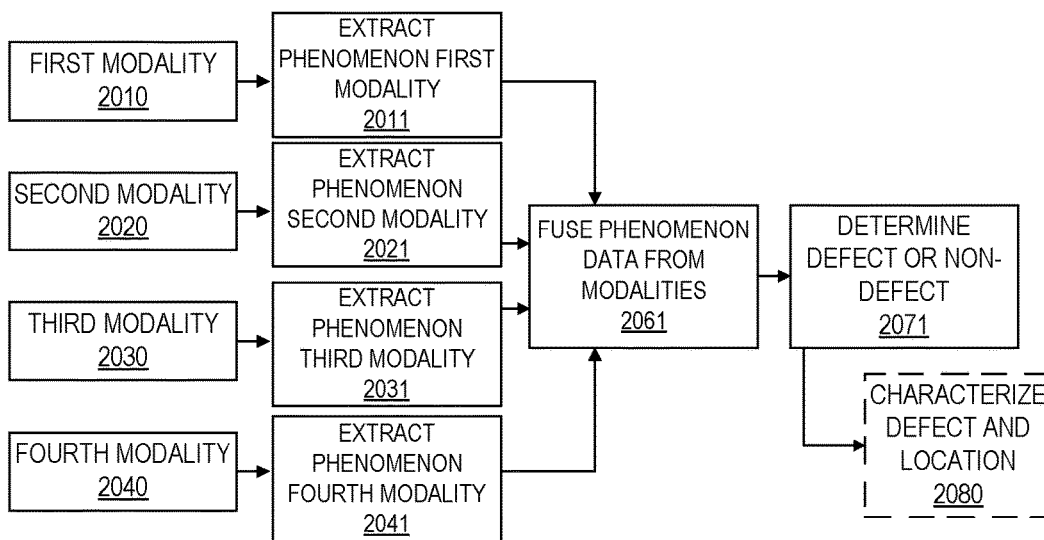 FIRST MODALITY
2010
EXTRACT
PHENOMENON FIRST
MODALITY
2011
SECOND MODALITY
2020
EXTRACT
PHENOMENON
SECOND MODALITY
2021
THIRD MODALITY
2030
EXTRACT
PHENOMENON
THIRD MODALITY
2031
FOURTH MODALITY
2040
EXTRACT
PHENOMENON
FOURTH MODALITY
2041
FUSE PHENOMENON
DATA FROM
MODALITIES
2061
DETERMINE
DEFECT OR NON-
DEFECT
2071
CHARACTERIZE
DEFECT AND
LOCATION
2080